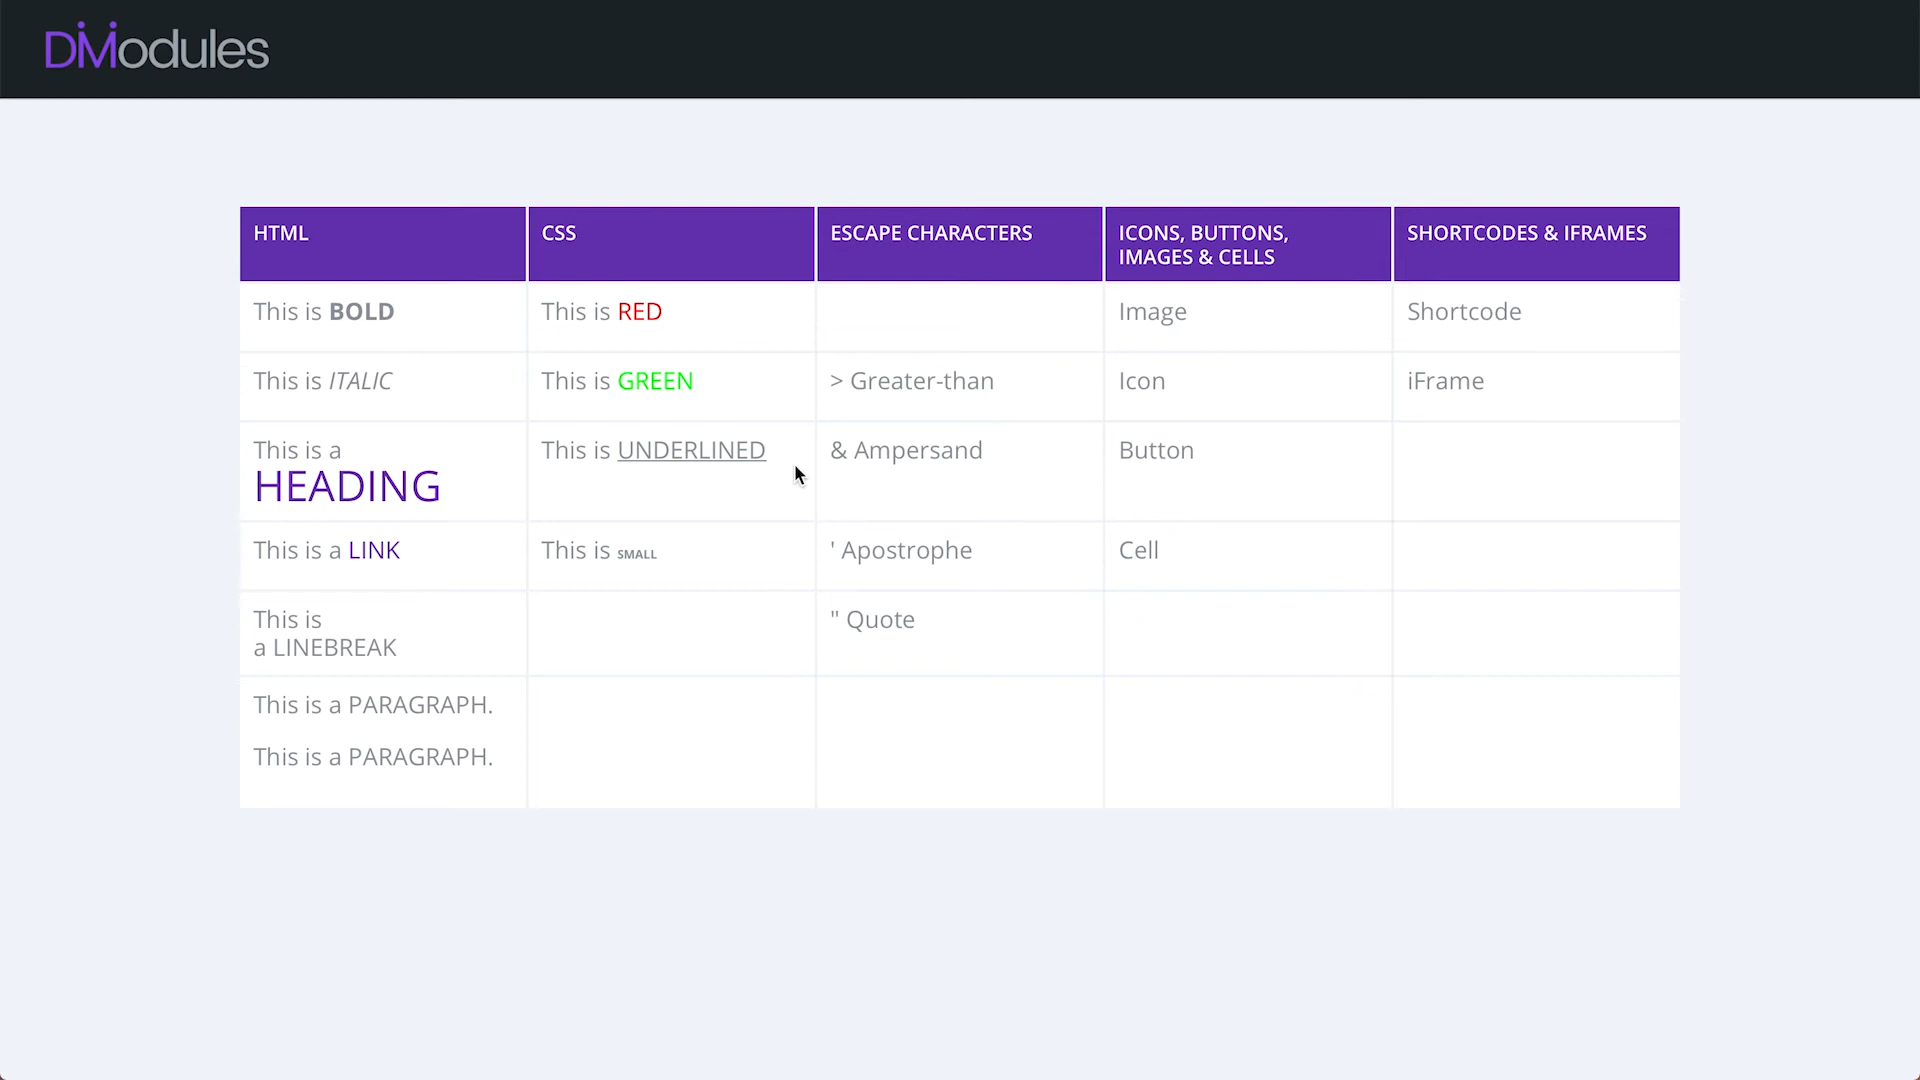 DiModules
HTML
CSS
ESCAPE CHARACTERS
ICONS, BUTTONS,
IMAGES & CELLS
SHORTCODES & IFRAMES
This is BOLD
This is RED
Image
Shortcode
This is ITALIC
This is GREEN
> Greater-than
Icon
iFrame
This is a
HEADING
This is UNDERLINED
& Ampersand
Button
This is a LINK
This is SMALL
' Apostrophe
Cell
This is
a LINEBREAK
" Quote
This is a PARAGRAPH.
This is a PARAGRAPH.